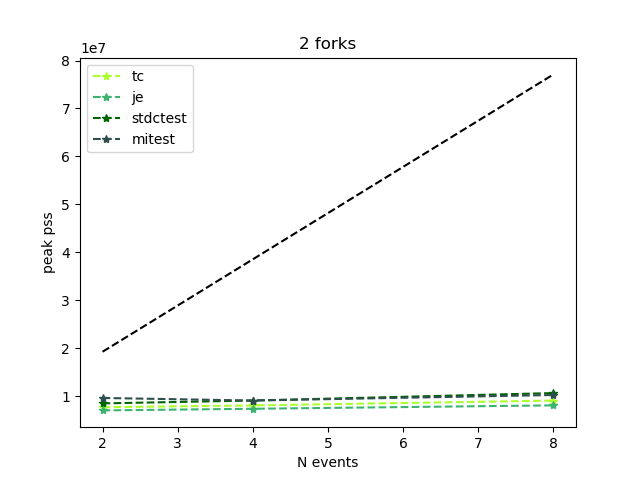 2 forks
1e7
tc
je
stdctest
mitest
8
7
6
5
4
3
2
1
peak pss
2 3 4 5 6 7 8
N events